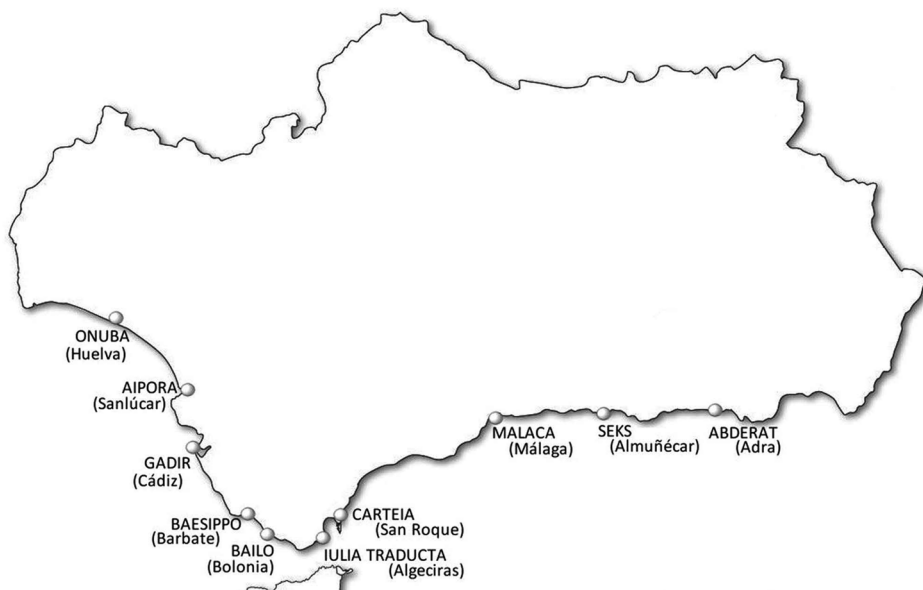 ONUBA
(Huelva)
AIPORA
(Sanlúcar)
GADIR
(Cádiz)
BAESIPPO
(Barbate)
BAILO
(Bolonia)
IULIA TRADUCTA
(Algeciras)
CARTEIA
(San Roque)
MALACA
(Málaga)
SEKS
(Almuñécar)
ABDERAT
(Adra)